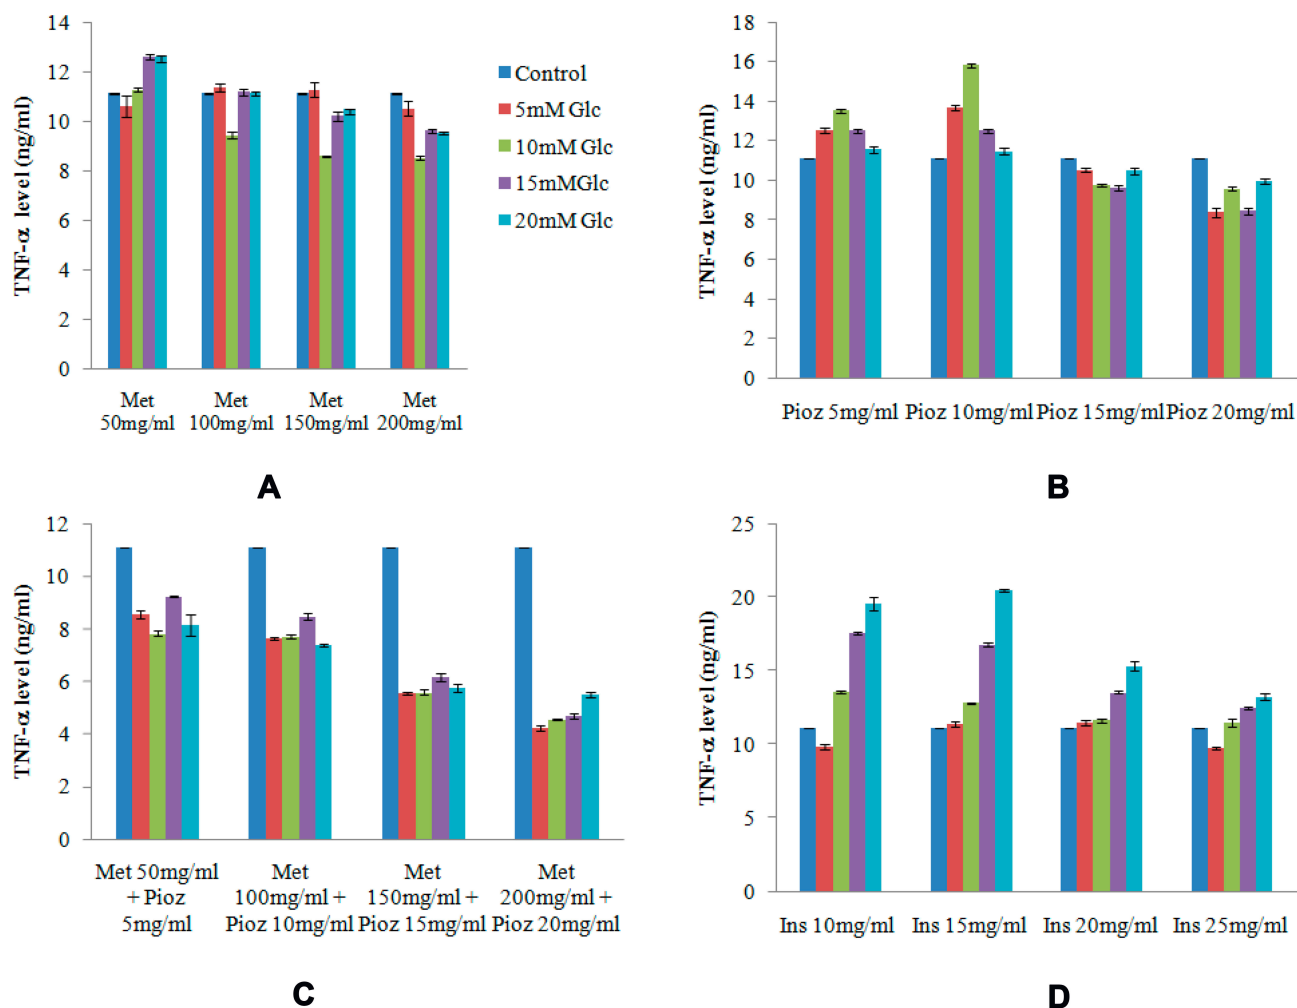 TNF-α level (ng/ml)
14
12
10
8
6
4
2
0
Met
50mg/ml
Met
100mg/ml
Met
150mg/ml
Met
200mg/ml
Control
5mM Glc
10mM Glc
15mMGlc
20mM Glc
A
TNF-α level (ng/ml)
18
16
14
12
10
8
6
4
2
0
Pioz 5mg/ml
Pioz 10mg/ml
Pioz 15mg/ml
Pioz 20mg/ml
B
TNF-α level (ng/ml)
12
10
8
6
4
2
0
Met 50mg/ml
+ Pioz
5mg/ml
Met
100mg/ml +
Pioz 10mg/ml
Met
150mg/ml +
Pioz 15mg/ml
Met
200mg/ml +
Pioz 20mg/ml
C
TNF-α level (ng/ml)
25
20
15
10
5
0
Ins 10mg/ml
Ins 15mg/ml
Ins 20mg/ml
Ins 25mg/ml
D